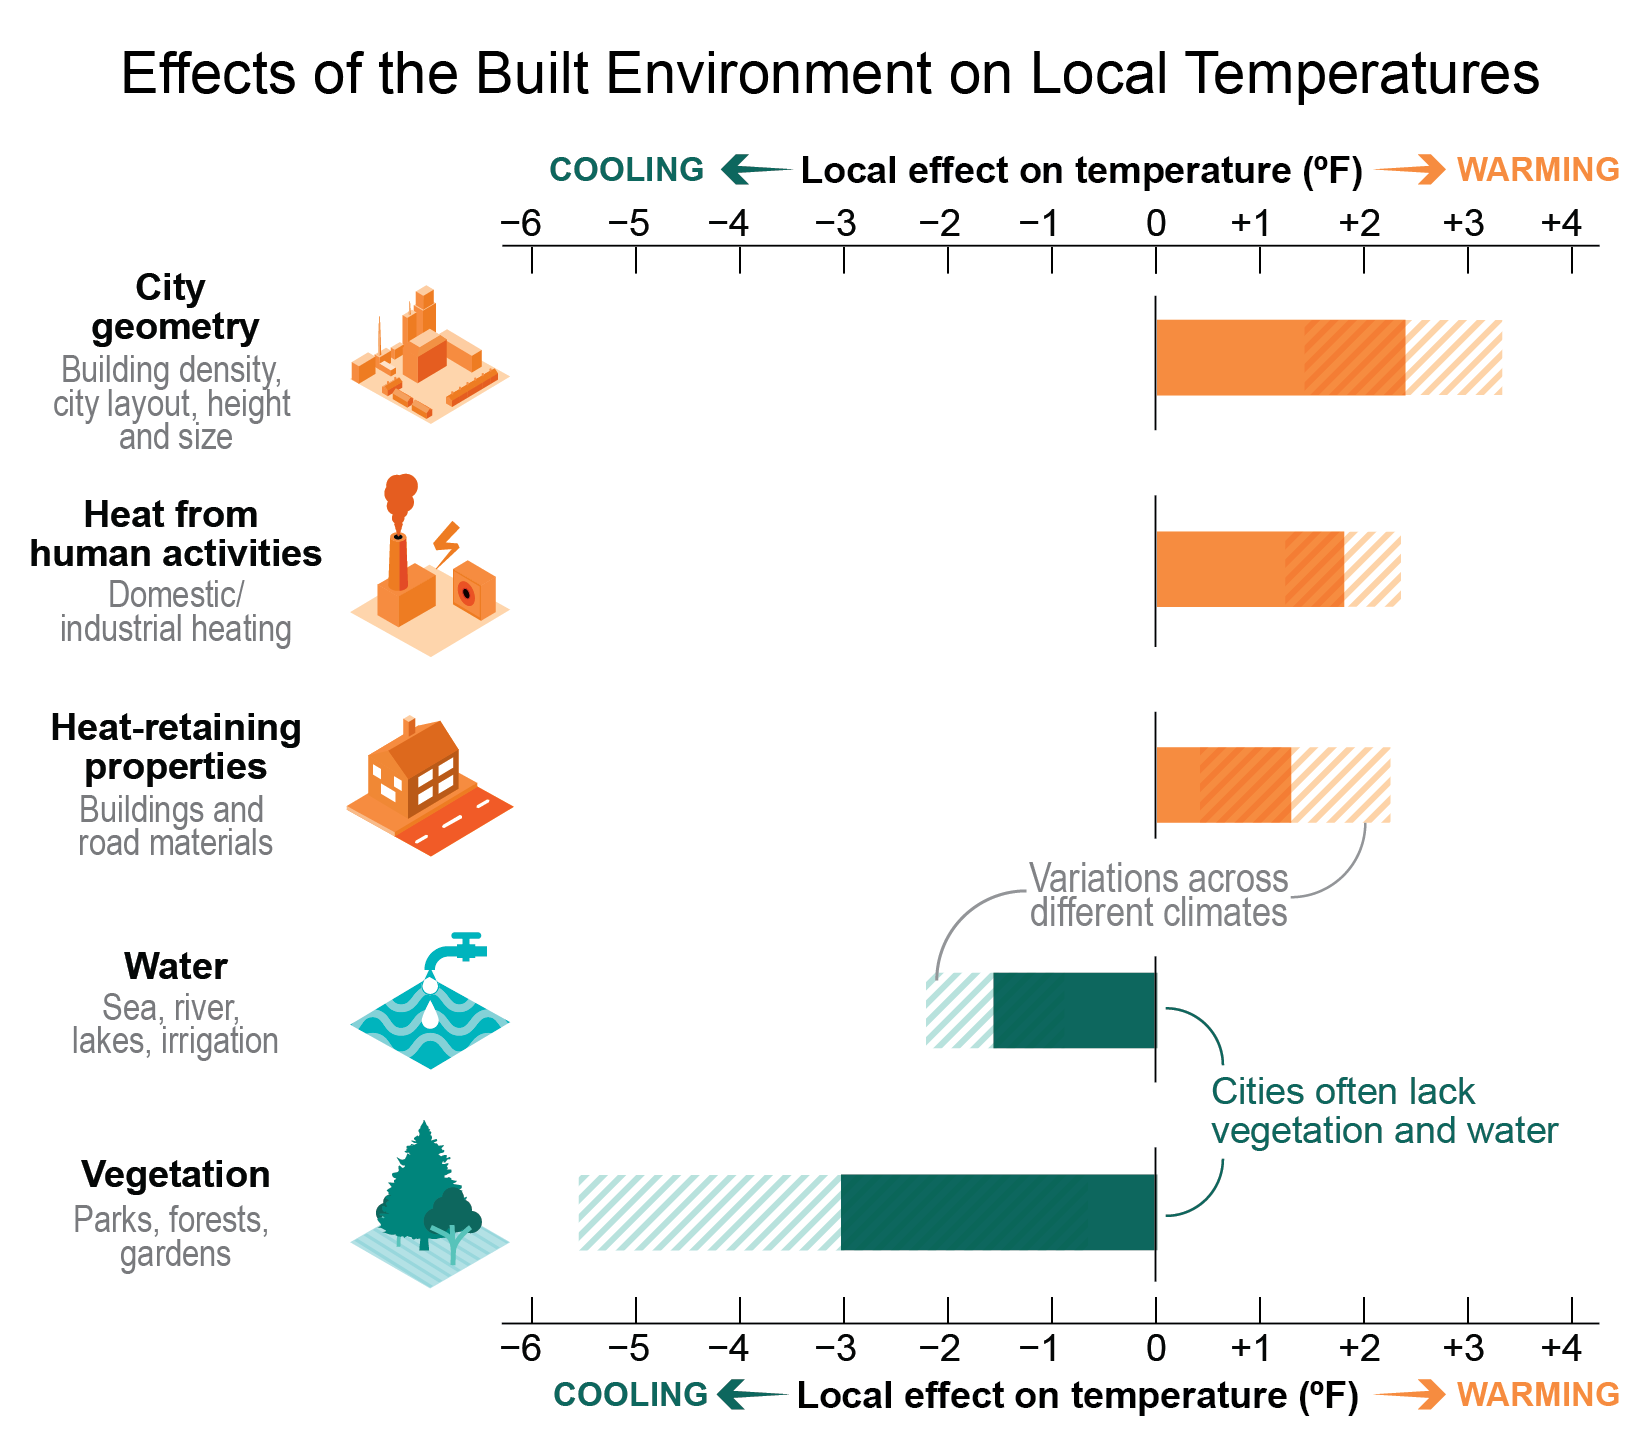 Effects of the Built Environment on Local Temperatures
COOLING Local effect on temperature (ºF) WARMING
−6 −5 −4 −3 −2 −1 0 +1 +2 +3 +4
City
geometry
Building density,
city layout, height
and size
Heat from
human activities
Domestic/
industrial heating
Heat-retaining
properties
Buildings and
road materials
Variations across
different climates
Water
Sea, river,
lakes, irrigation
Cities often lack
vegetation and water
Vegetation
Parks, forests,
gardens
−6 −5 −4 −3 −2 −1 0 +1 +2 +3 +4
COOLING Local effect on temperature (ºF) WARMING